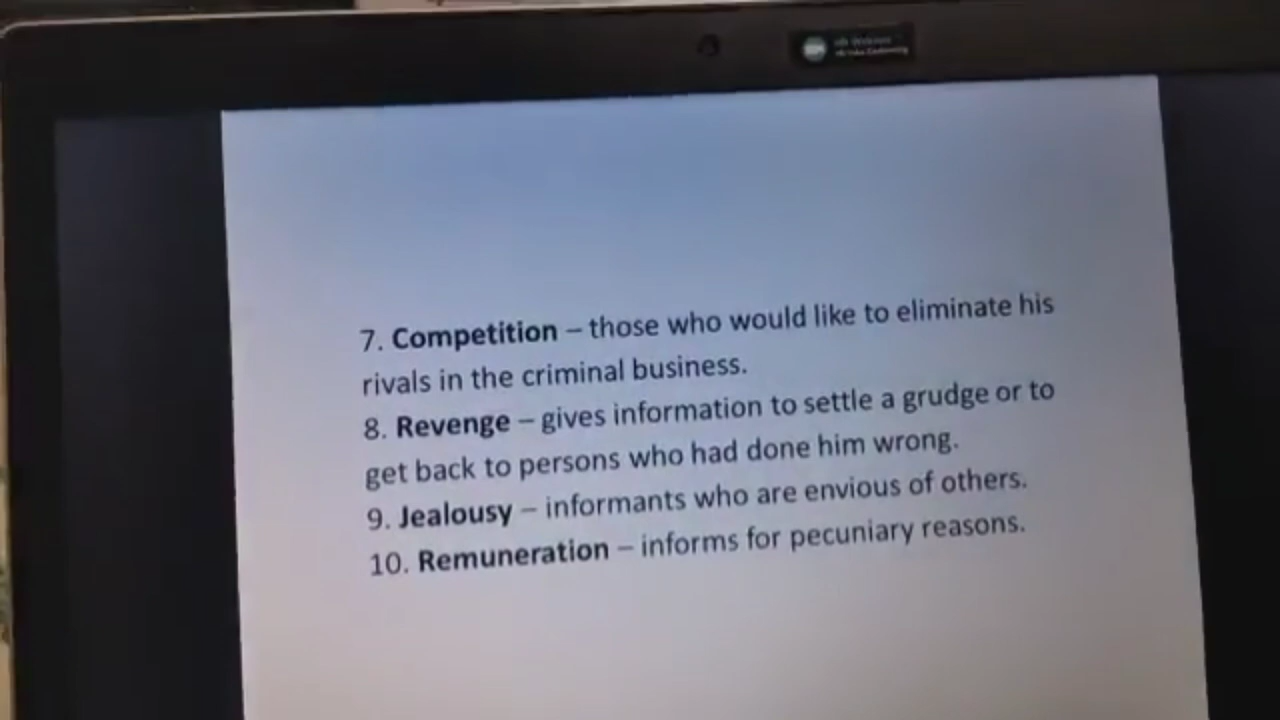 7. Competition – those who would like to eliminate his
rivals in the criminal business.
8. Revenge – gives information to settle a grudge or to
get back to persons who had done him wrong.
9. Jealousy – informants who are envious of others.
10. Remuneration – informs for pecuniary reasons.